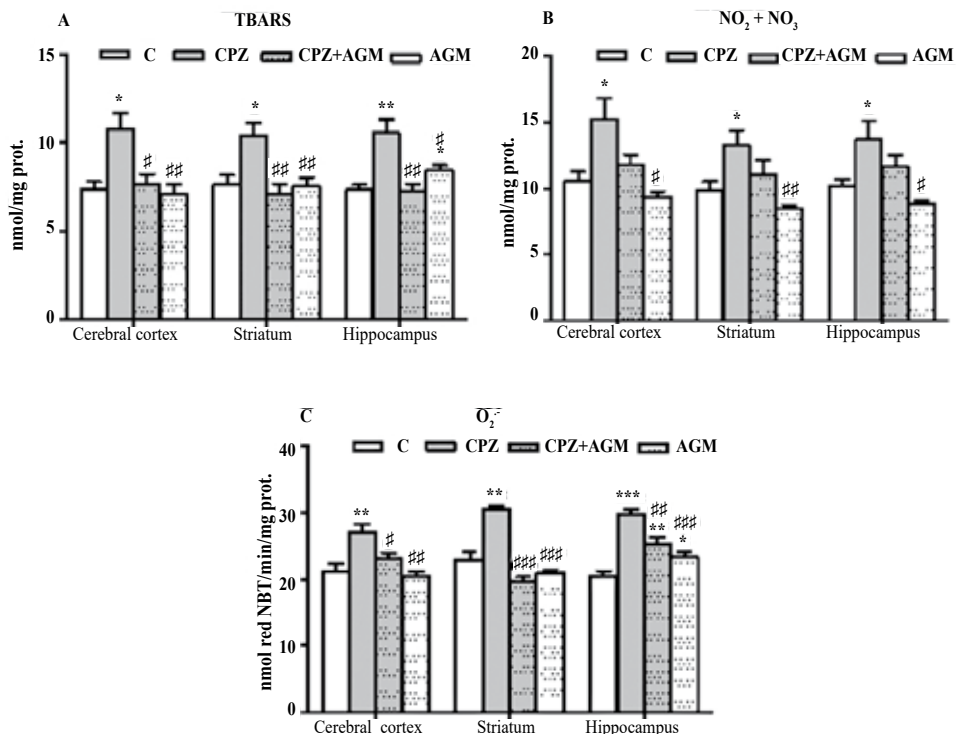 A
TBARS
C CPZ CPZ+AGM AGM
nmol/mg prot.
15
10
5
0
* ♯ ♯♯
* ♯♯ ♯♯
** ♯♯ ♯ *
Cerebral cortex Striatum Hippocampus
B
NO2 + NO3
C CPZ CPZ+AGM AGM
nmol/mg prot.
20
15
10
5
0
* ♯
* ♯♯
* ♯
Cerebral cortex Striatum Hippocampus
C
O2·-
C CPZ CPZ+AGM AGM
nmol red NBT/min/mg prot.
40
30
20
10
0
** ♯ ♯♯
** ♯♯♯ ♯♯♯
*** ♯♯ ** ♯♯♯ *
Cerebral cortex Striatum Hippocampus